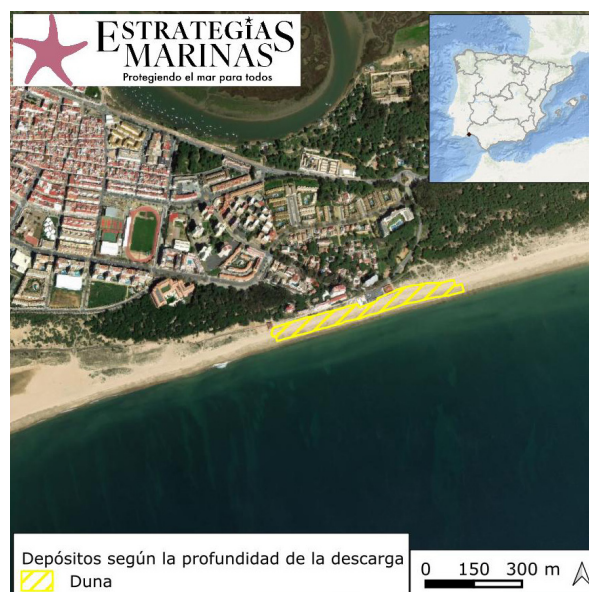 ESTRATEGIAS
MARINAS
Protegiendo el mar para todos
Depósitos según la profundidad de la descarga
Duna
0 150 300 m